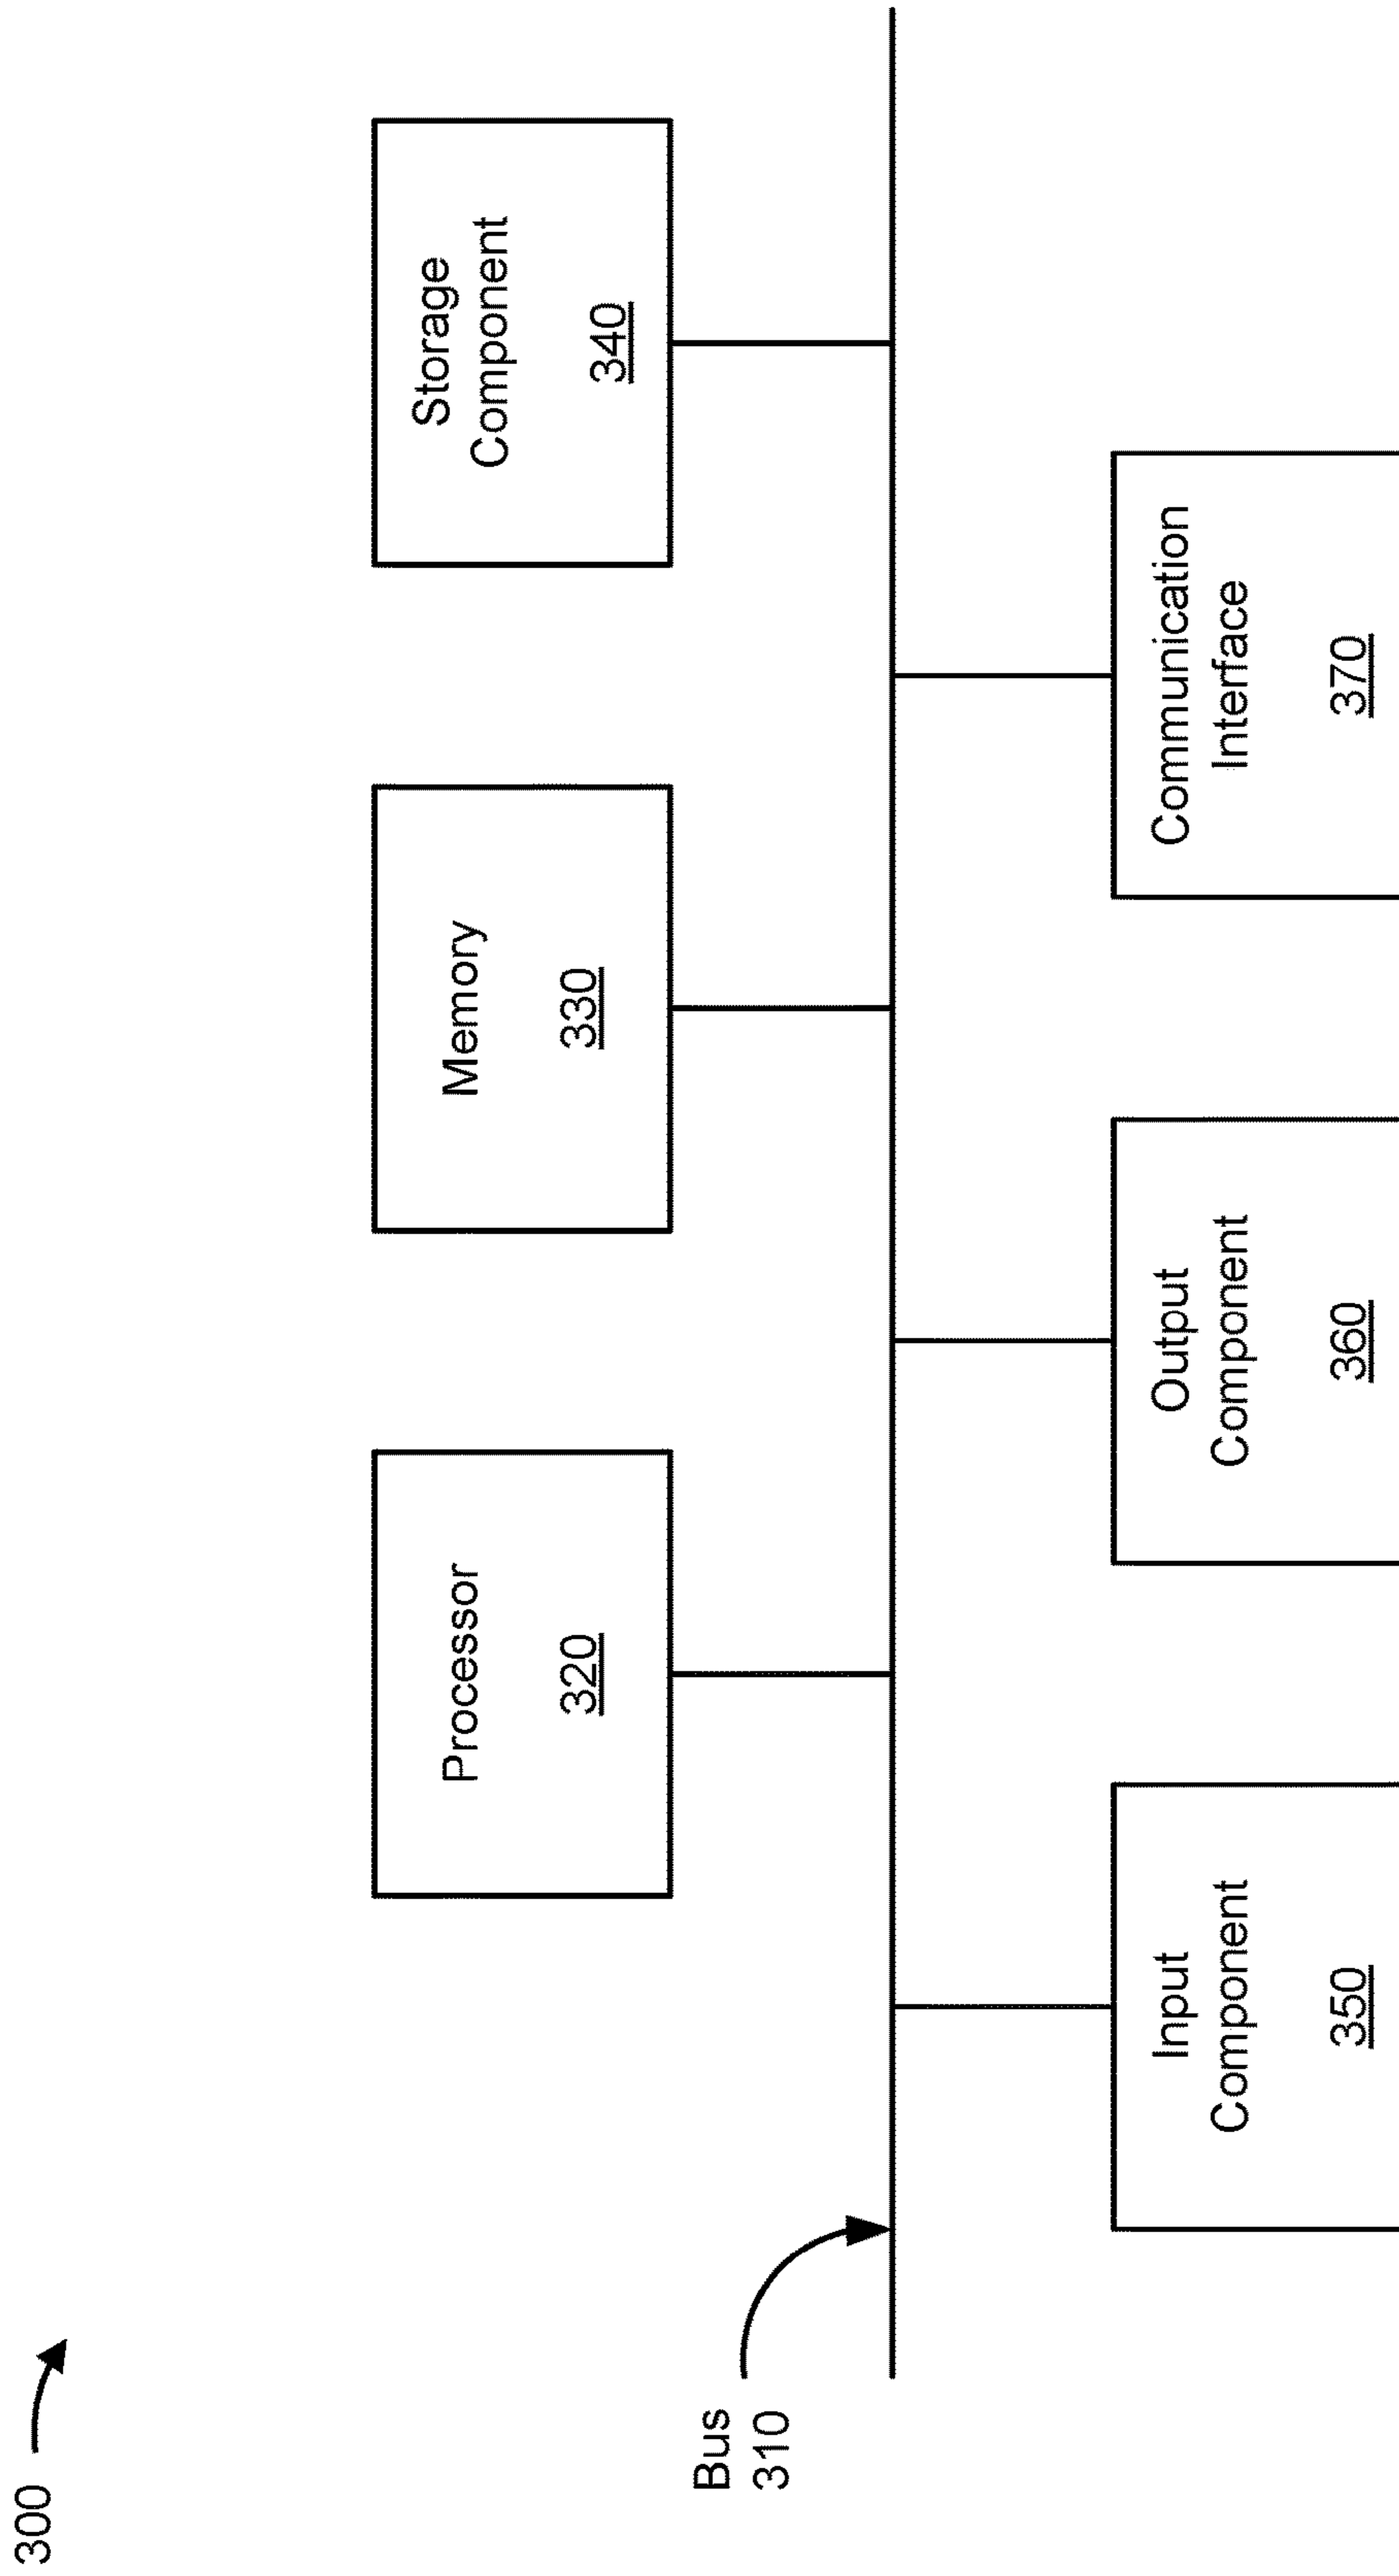 300
Bus
310
Processor
320
Memory
330
Storage
Component
340
Input
Component
350
Output
Component
360
Communication
Interface
370